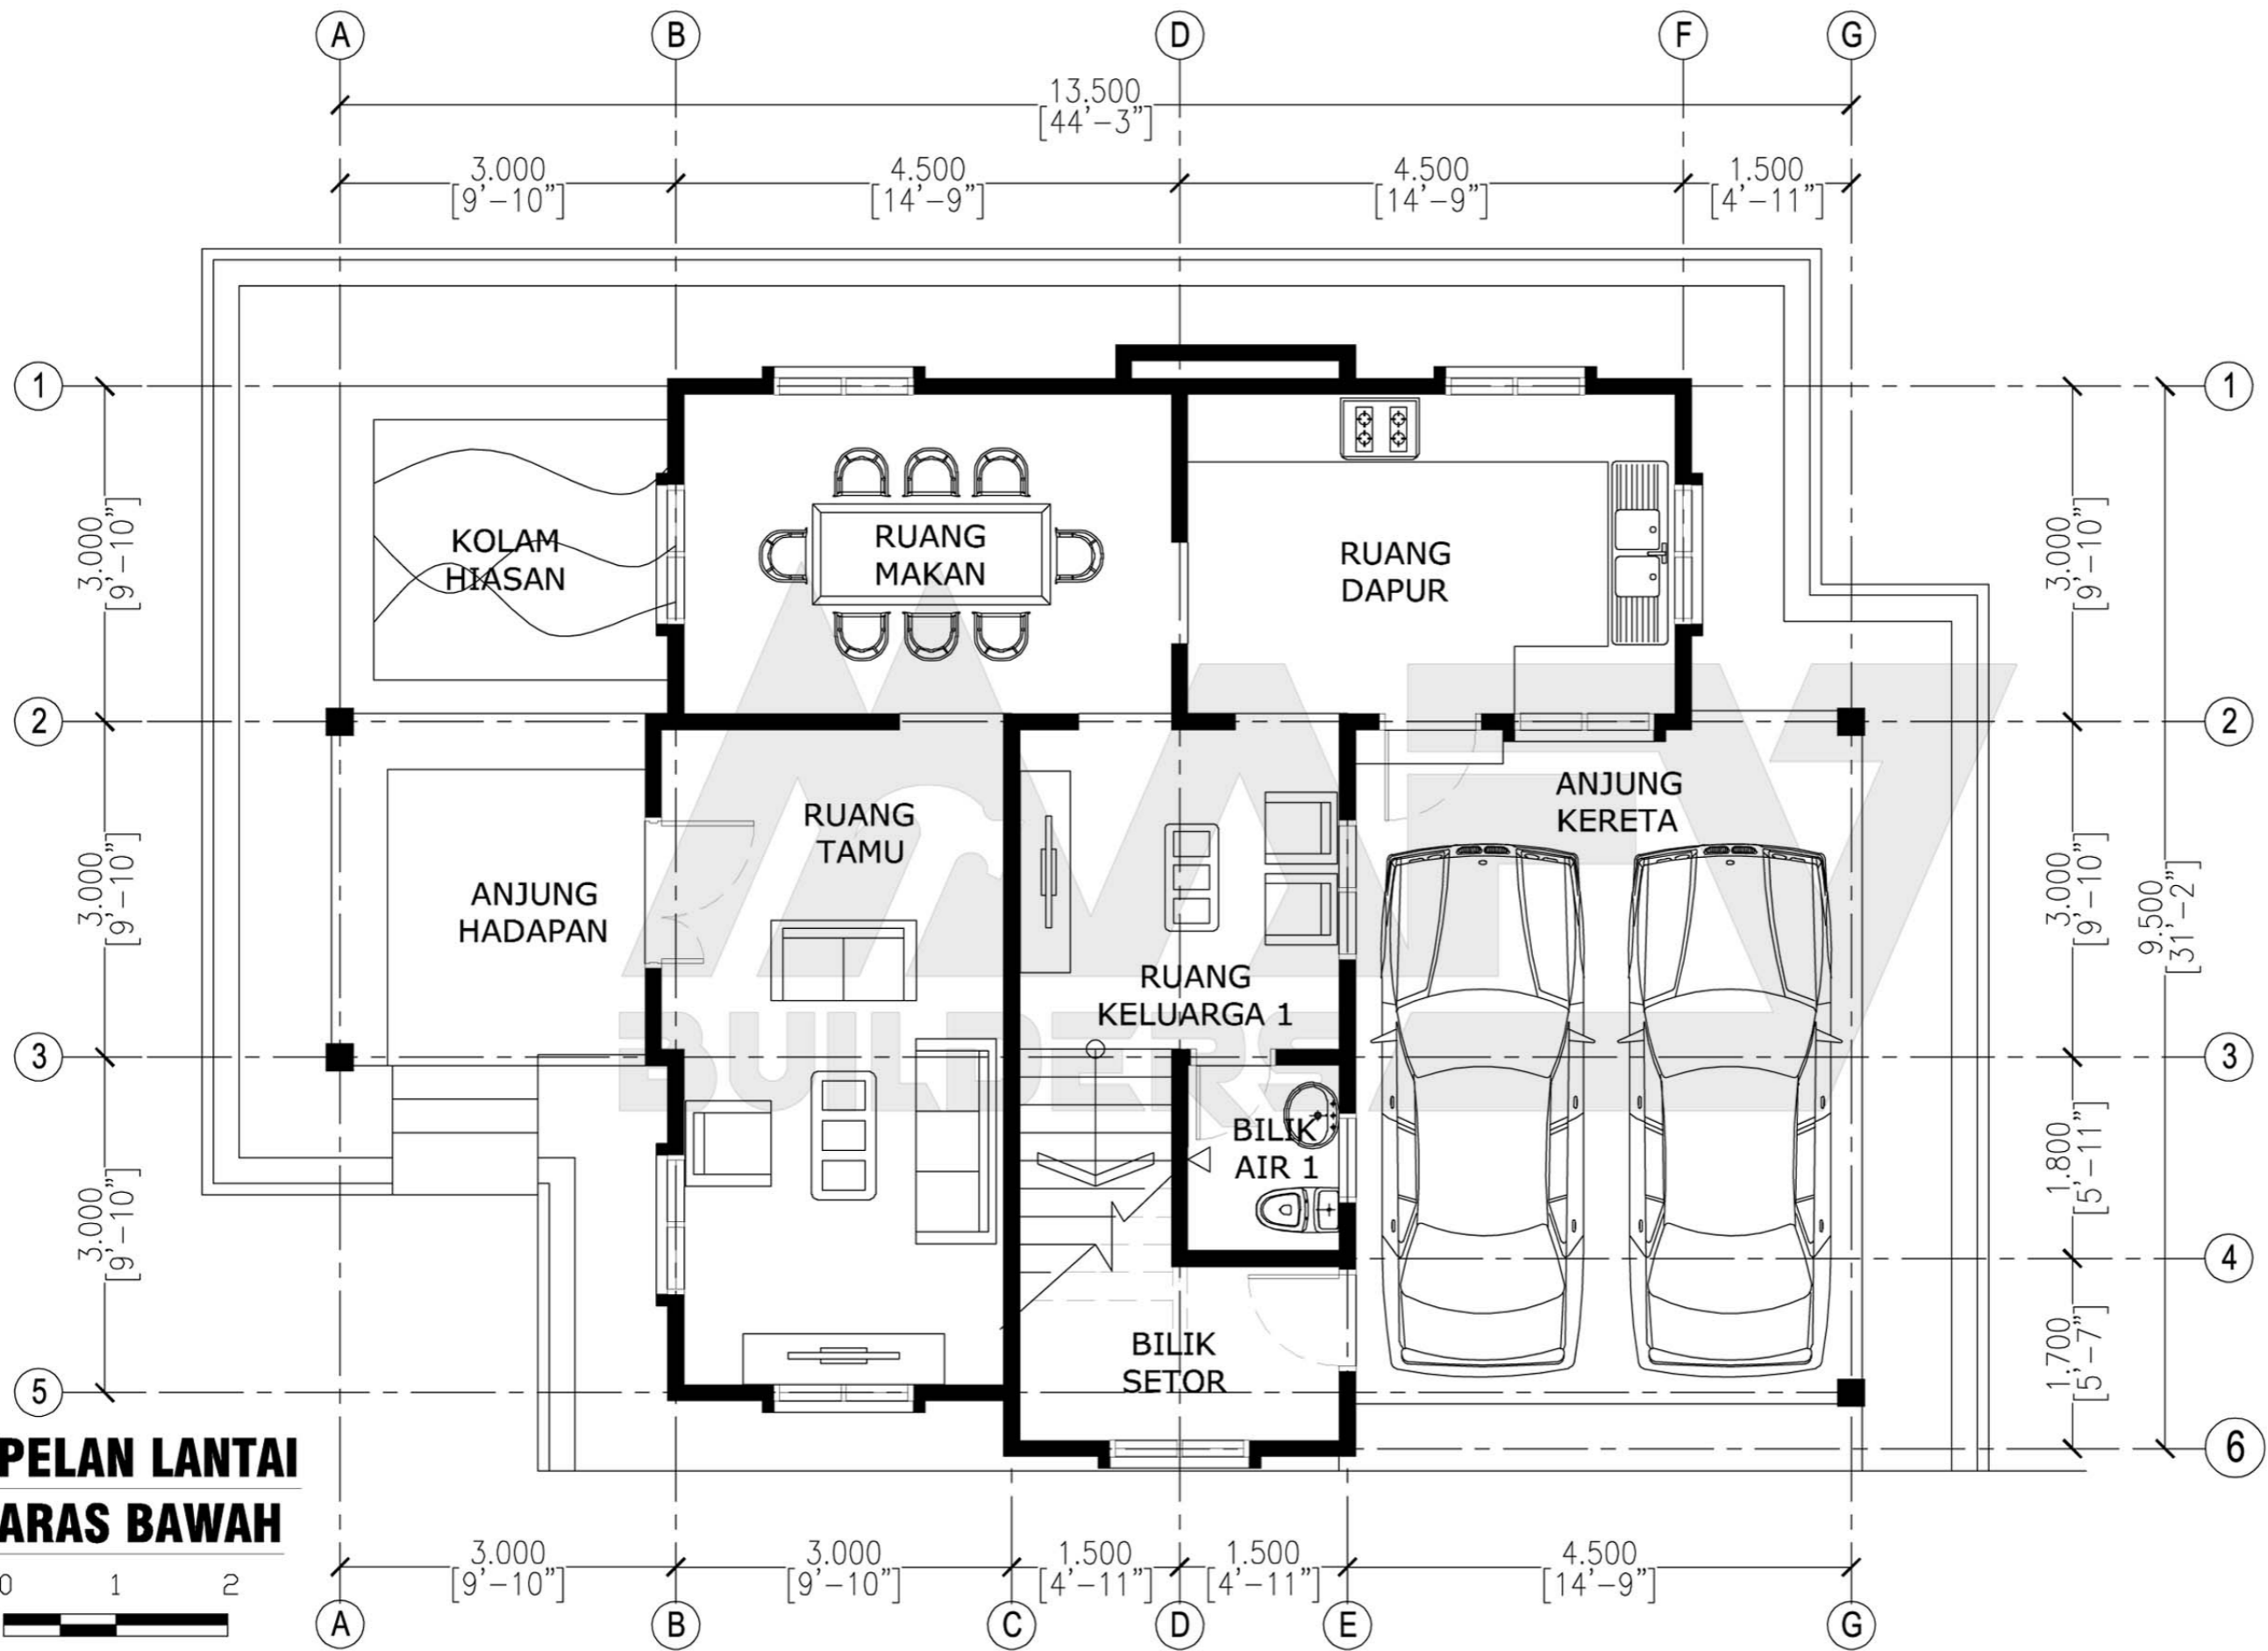 A B D F G
13.500
[44'-3"]
3.000 4.500 4.500 1.500
[9'-10"] [14'-9"] [14'-9"] [4'-11"]
1 1
KOLAM
HIASAN
RUANG
MAKAN
RUANG
DAPUR
3.000
[9'-10"]
3.000
[9'-10"]
2 2
RUANG
TAMU
ANJUNG
KERETA
ANJUNG
HADAPAN
3.000
[9'-10"]
3.000
[9'-10"]
9.500
[31'-2"]
RUANG
KELUARGA 1
BUILDERS
3 3
BILIK
AIR 1
3.000
[9'-10"]
1.800
[5'-11"]
4
BILIK
SETOR
1.700
[5'-7"]
5
6
PELAN LANTAI
ARAS BAWAH
0 1 2
3.000 3.000 1.500 1.500 4.500
[9'-10"] [9'-10"] [4'-11"] [4'-11"] [14'-9"]
A B C D E G